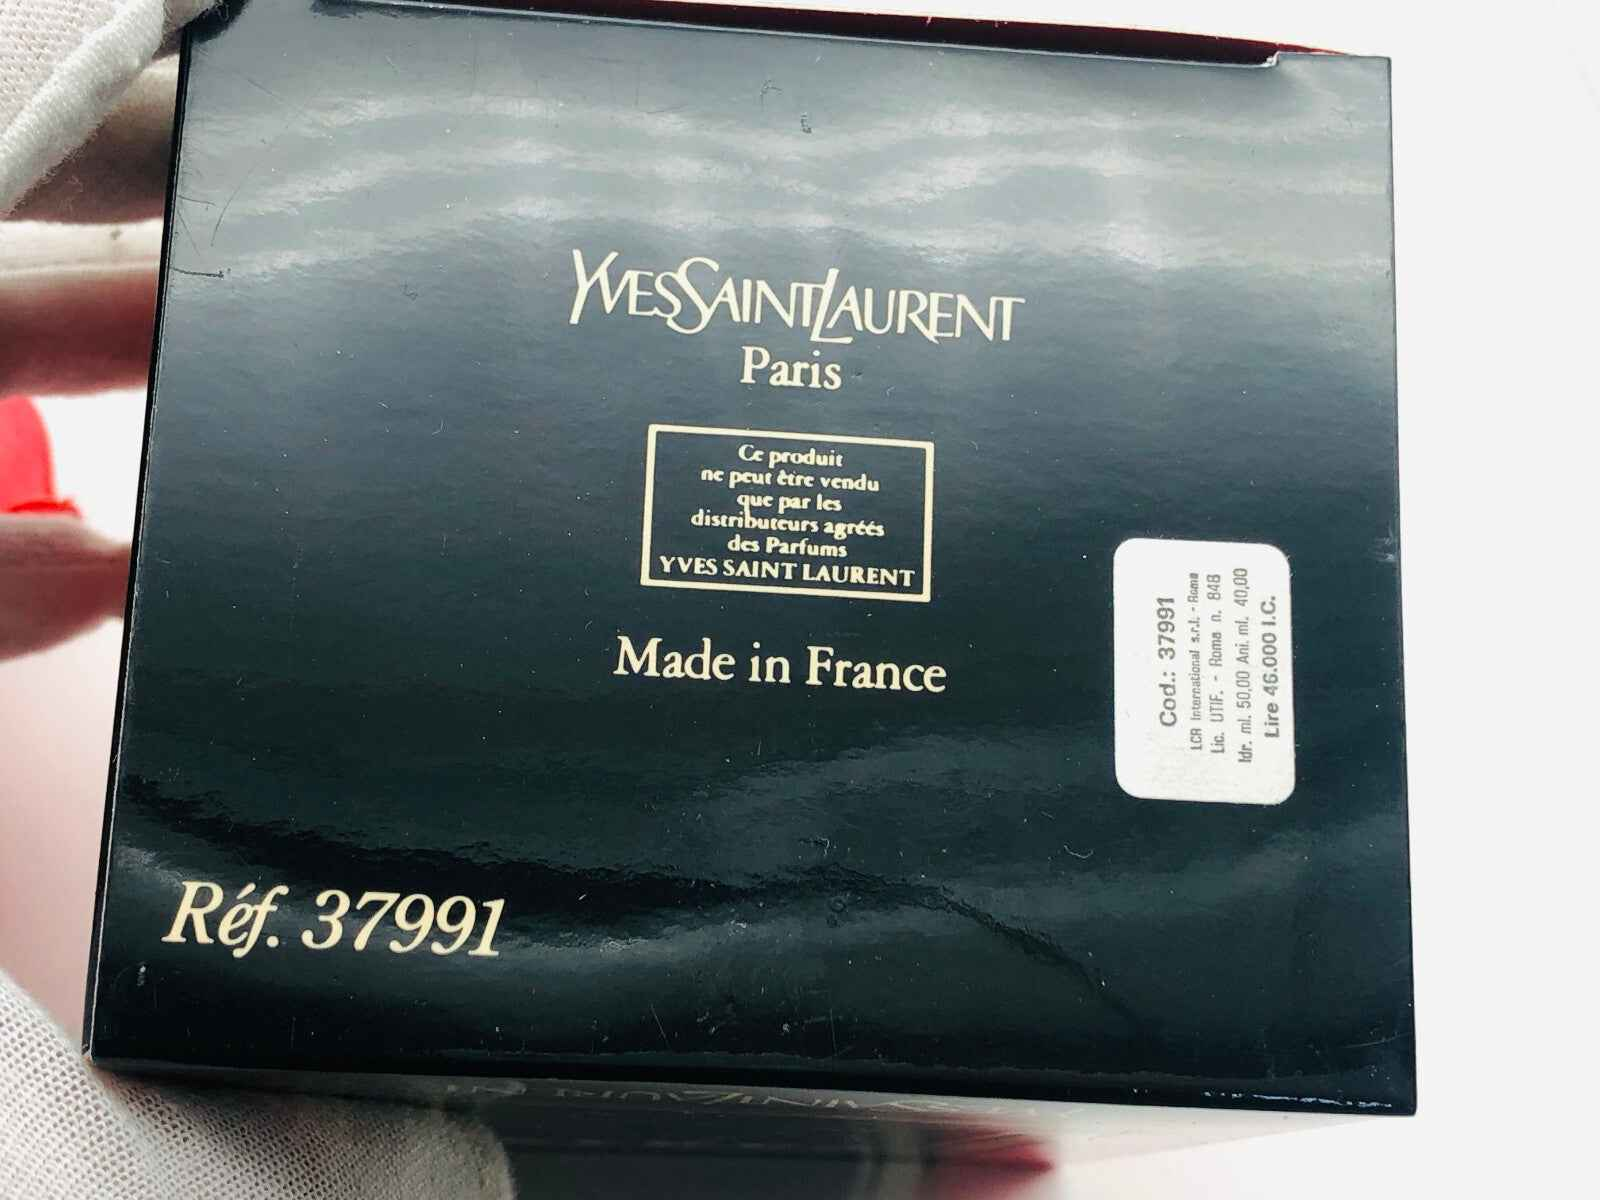 YVESSAINTLAURENT
Paris
Ce produit
ne peut être vendu
que par les
distributeurs agréés
des Parfums
YVES SAINT LAURENT
Made in France
Réf. 37991
Cod.: 37991
LCR International s.r.l. - Roma
Lic. UTIF. - Roma n. 848
Idr. ml. 50,00 Ani. ml. 40,00
Lire 46.000 I.C.